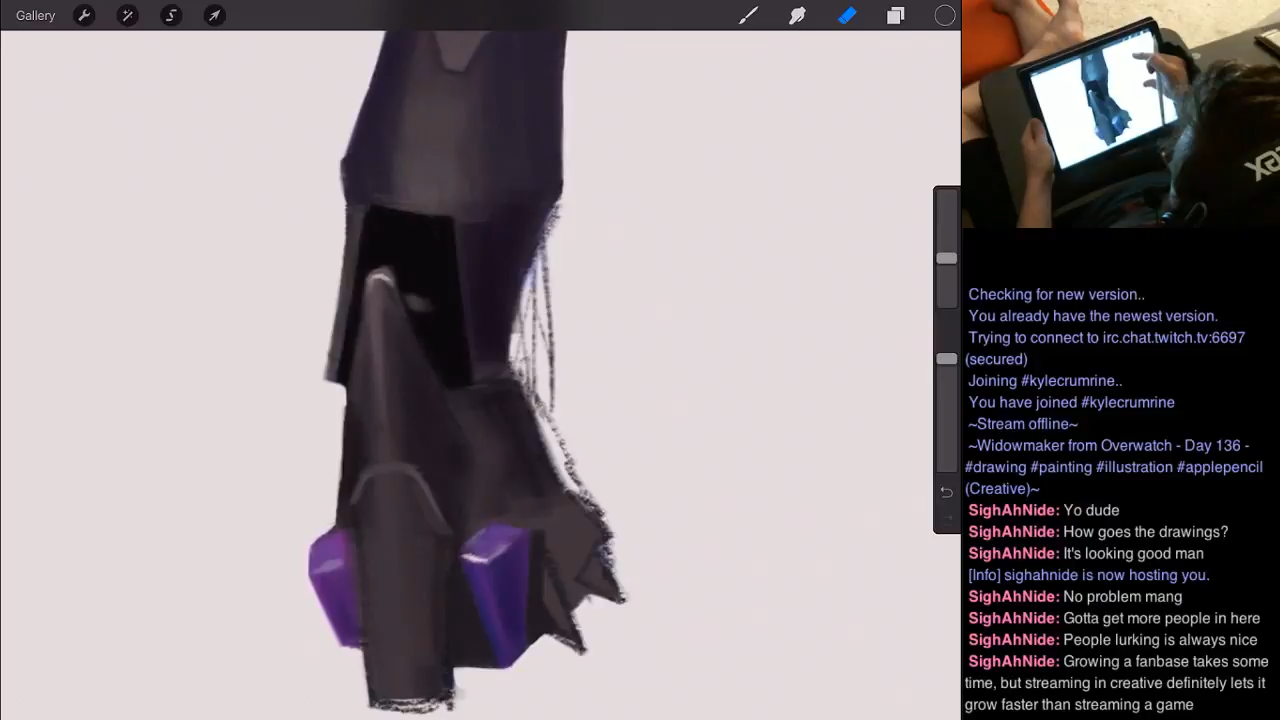 Gallery
Checking for new version..
You already have the newest version.
Trying to connect to irc.chat.twitch.tv:6697
(secured)
Joining #kylecrumrine..
You have joined #kylecrumrine
~Stream offline~
~Widowmaker from Overwatch - Day 136 -
#drawing #painting #illustration #applepencil
(Creative)~
SighAhNide: Yo dude
SighAhNide: How goes the drawings?
SighAhNide: It's looking good man
[Info] sighahnide is now hosting you.
SighAhNide: No problem mang
SighAhNide: Gotta get more people in here
SighAhNide: People lurking is always nice
SighAhNide: Growing a fanbase takes some
time, but streaming in creative definitely lets it
grow faster than streaming a game